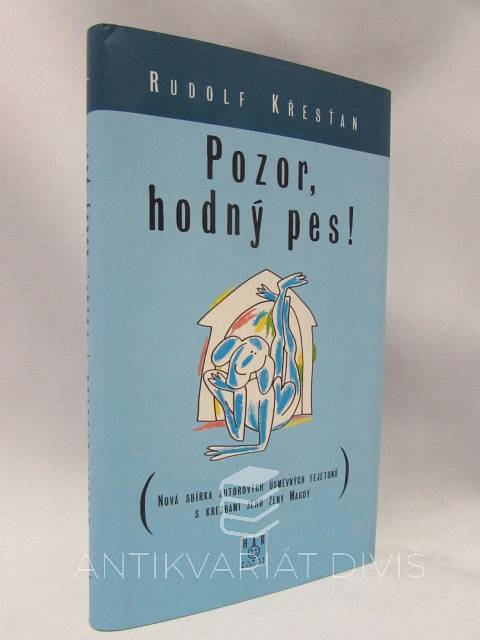 Rudolf Křesťan
Pozor,
hodný pes!
(Nová sbírka autorových úsměvných fejetonů
s kresbami jeho ženy Magdy)
HAK
ANTIKVARIÁT DIVIŠ